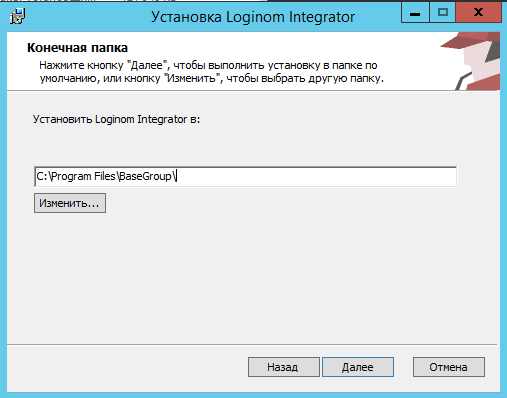 Установка Loginom Integrator
Конечная папка
Нажмите кнопку "Далее", чтобы выполнить установку в папке по
умолчанию, или кнопку "Изменить", чтобы выбрать другую папку.
Установить Loginom Integrator в:
C:\Program Files\BaseGroup\
Изменить...
Назад
Далее
Отмена